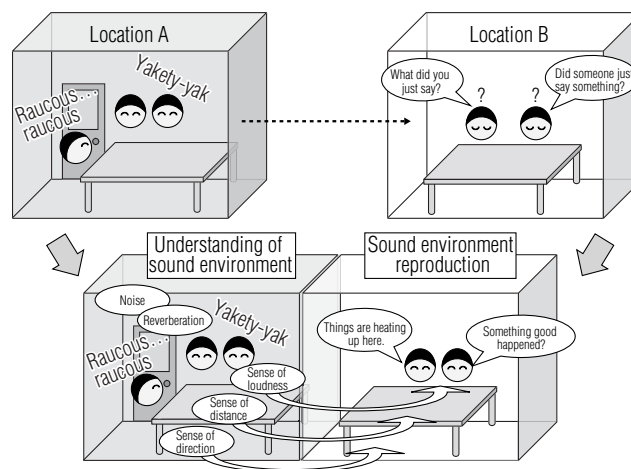 Location A
Yakety-yak
Raucous…
raucous
Location B
What did you
just say?
Did someone just
say something?
?
?
Understanding of
sound environment
Sound environment
reproduction
Noise
Reverberation
Yakety-yak
Raucous…
raucous
Sense of
loudness
Sense of
distance
Sense of
direction
Things are heating
up here.
Something good
happened?